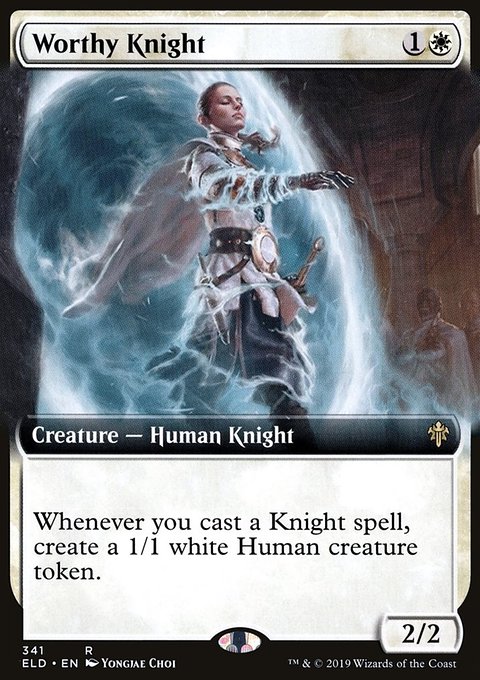 Worthy Knight 1
Creature — Human Knight
Whenever you cast a Knight spell,
create a 1/1 white Human creature
token.
2/2
341 R
ELD • EN Yongjae Choi
™ & © 2019 Wizards of the Coast